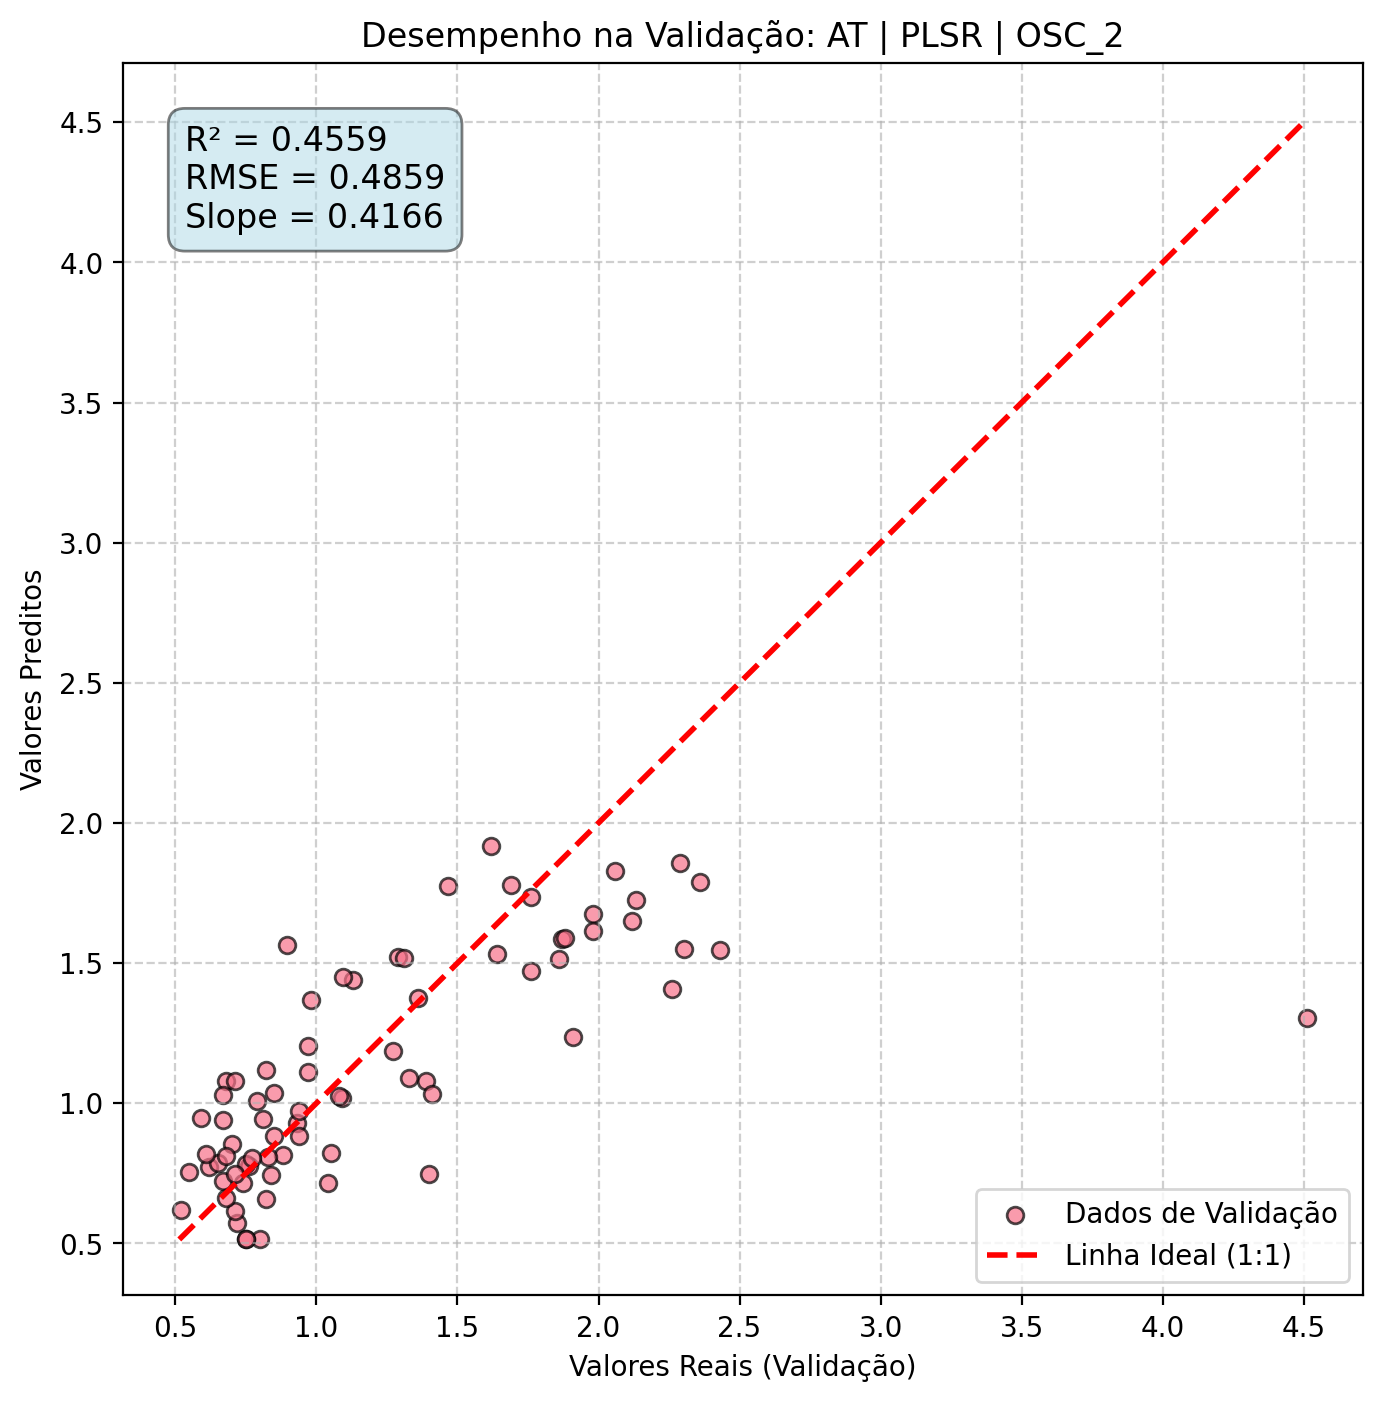 Desempenho na Validação: AT | PLSR | OSC_2
R² = 0.4559
RMSE = 0.4859
Slope = 0.4166
4.5
4.0
3.5
3.0
2.5
2.0
1.5
1.0
0.5
Valores Preditos
Dados de Validação
Linha Ideal (1:1)
0.5 1.0 1.5 2.0 2.5 3.0 3.5 4.0 4.5
Valores Reais (Validação)